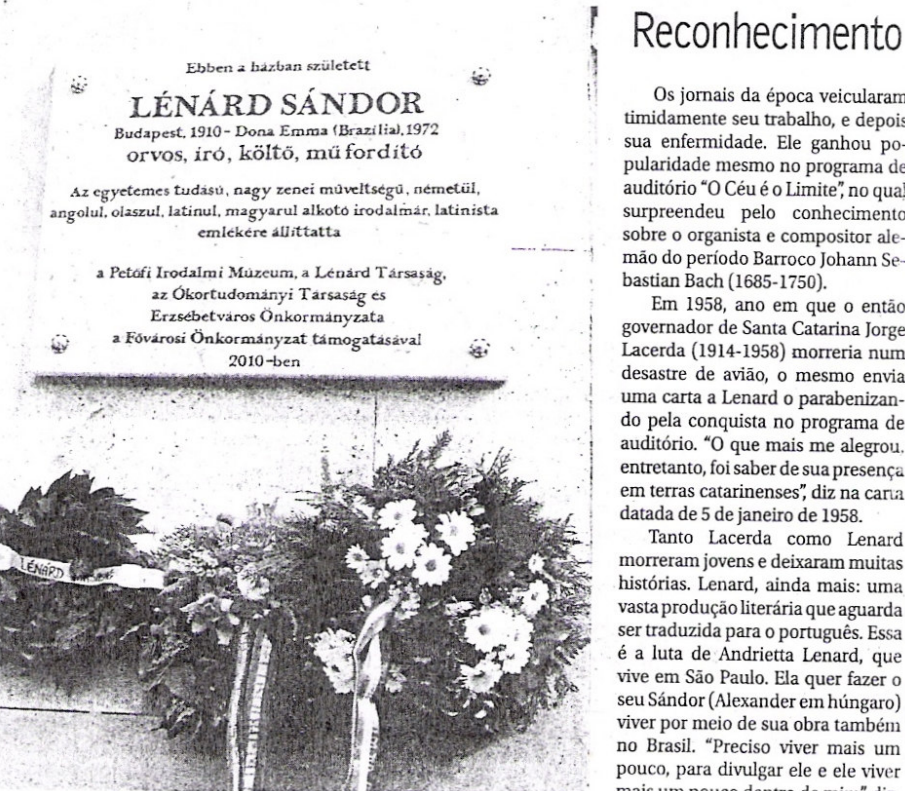 Ebben a házban született
LÉNÁRD SÁNDOR
Budapest, 1910 - Dona Emma (Brazília), 1972
orvos, író, költő, műfordító
Az egyetemes tudású, nagy zenei műveltségű, németül,
angolul, olaszul, latinul, magyarul alkotó irodalmár, latinista
emlékére állíttatta
a Petőfi Irodalmi Múzeum, a Lénárd Társaság,
az Ókortudományi Társaság és
Erzsébetváros Önkormányzata
a Fővárosi Önkormányzat támogatásával
2010-ben
LÉNÁRD
Reconhecimento
Os jornais da época veicularam
timidamente seu trabalho, e depois
sua enfermidade. Ele ganhou po-
pularidade mesmo no programa de
auditório “O Céu é o Limite”, no qual
surpreendeu pelo conhecimento
sobre o organista e compositor ale-
mão do período Barroco Johann Se-
bastian Bach (1685-1750).
Em 1958, ano em que o então
governador de Santa Catarina Jorge
Lacerda (1914-1958) morreria num
desastre de avião, o mesmo envia
uma carta a Lenard o parabenizan-
do pela conquista no programa de
auditório. “O que mais me alegrou,
entretanto, foi saber de sua presença
em terras catarinenses”, diz na carta
datada de 5 de janeiro de 1958.
Tanto Lacerda como Lenard
morreram jovens e deixaram muitas
histórias. Lenard, ainda mais: uma
vasta produção literária que aguarda
ser traduzida para o português. Essa
é a luta de Andrietta Lenard, que
vive em São Paulo. Ela quer fazer o
seu Sándor (Alexander em húngaro)
viver por meio de sua obra também
no Brasil. “Preciso viver mais um
pouco, para divulgar ele e ele viver
mais um pouco dentro de mim”,